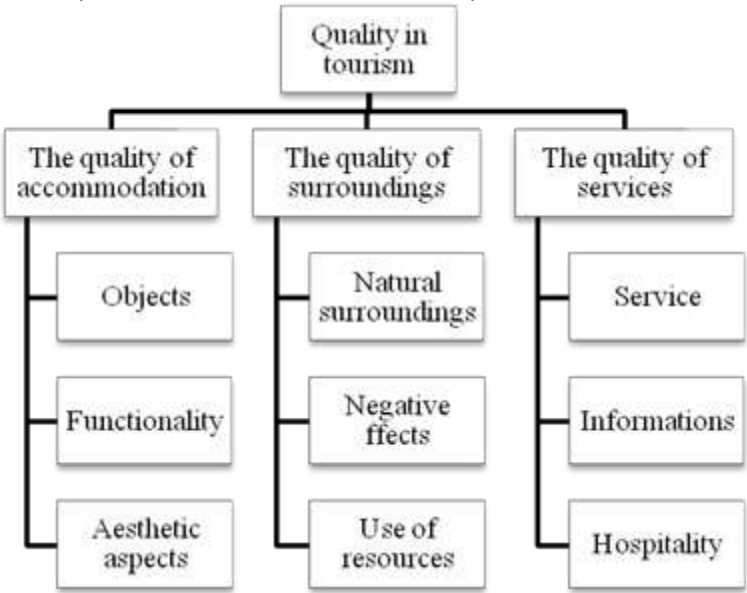 Quality in
tourism
The quality of
accommodation
Objects
Functionality
Aesthetic
aspects
The quality of
surroundings
Natural
surroundings
Negative
ffects
Use of
resources
The quality of
services
Service
Informations
Hospitality